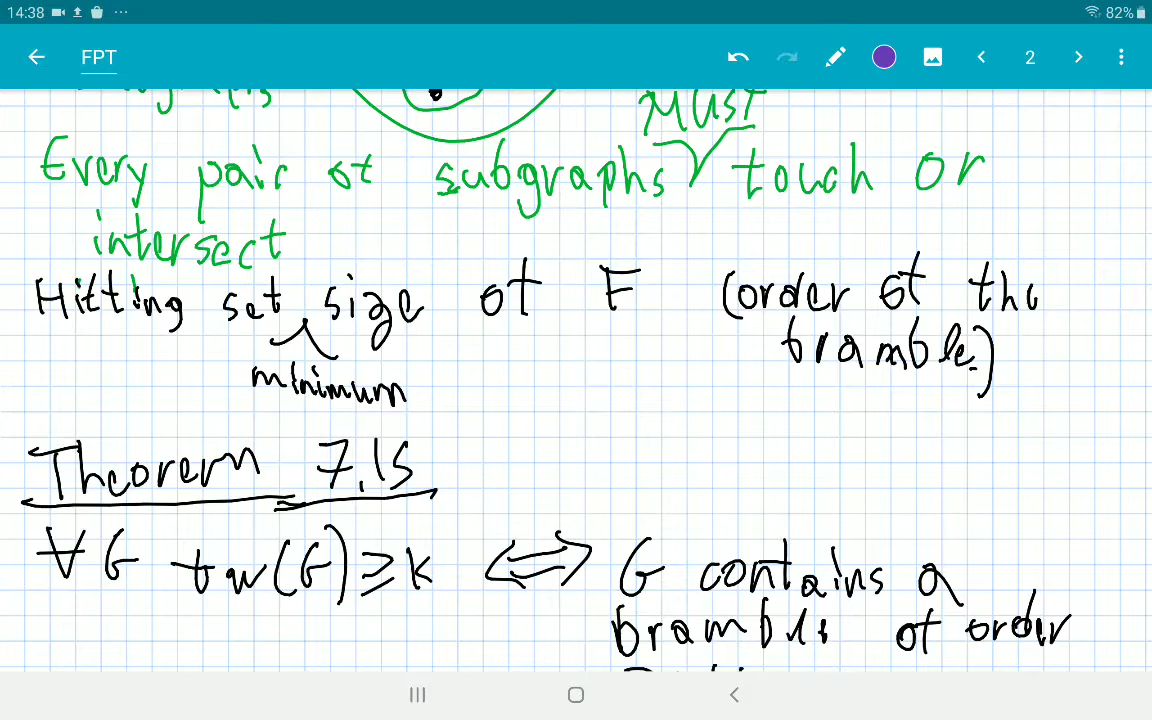 14:38 ... 82%
FPT
2
Must
Every pair of subgraphs touch or
intersect
Hitting set size of F (order of the
minimum
bramble)
Theorem 7.15
∀G tw(G) ≥ k ⇔ G contains a
bramble of order